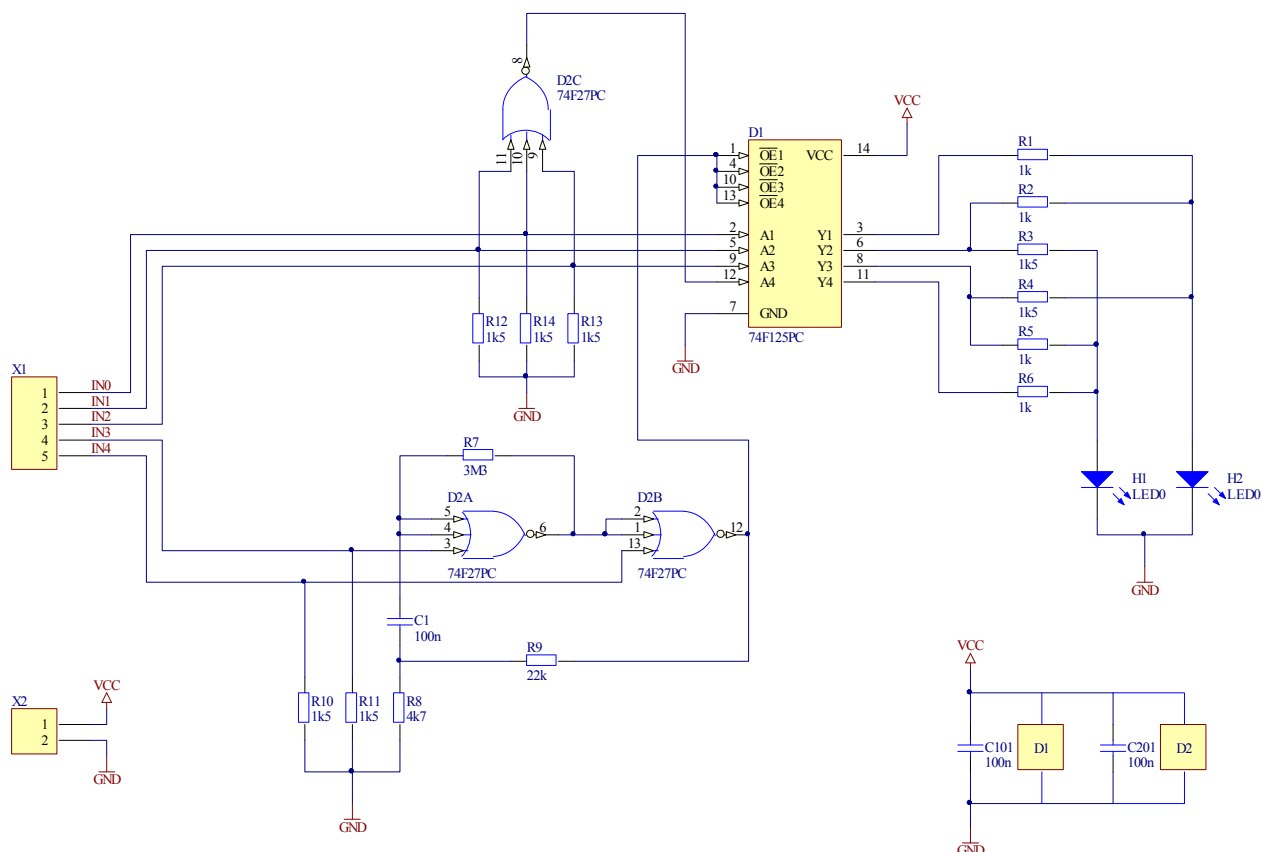 8
D2C
74F27PC
11
10
9
D1
1
4
10
13
2
5
9
12
7
OE1
OE2
OE3
OE4
A1
A2
A3
A4
GND
VCC
Y1
Y2
Y3
Y4
14
3
6
8
11
74F125PC
VCC
GND
R1
1k
R2
1k
R3
1k5
R4
1k5
R5
1k
R6
1k
R12
1k5
R14
1k5
R13
1k5
GND
X1
1
2
3
4
5
IN0
IN1
IN2
IN3
IN4
R7
3M3
D2A
5
4
3
6
74F27PC
D2B
2
1
13
12
74F27PC
H1
LED0
H2
LED0
GND
C1
100n
R9
22k
R10
1k5
R11
1k5
R8
4k7
GND
X2
1
2
VCC
GND
VCC
C101
100n
D1
C201
100n
D2
GND